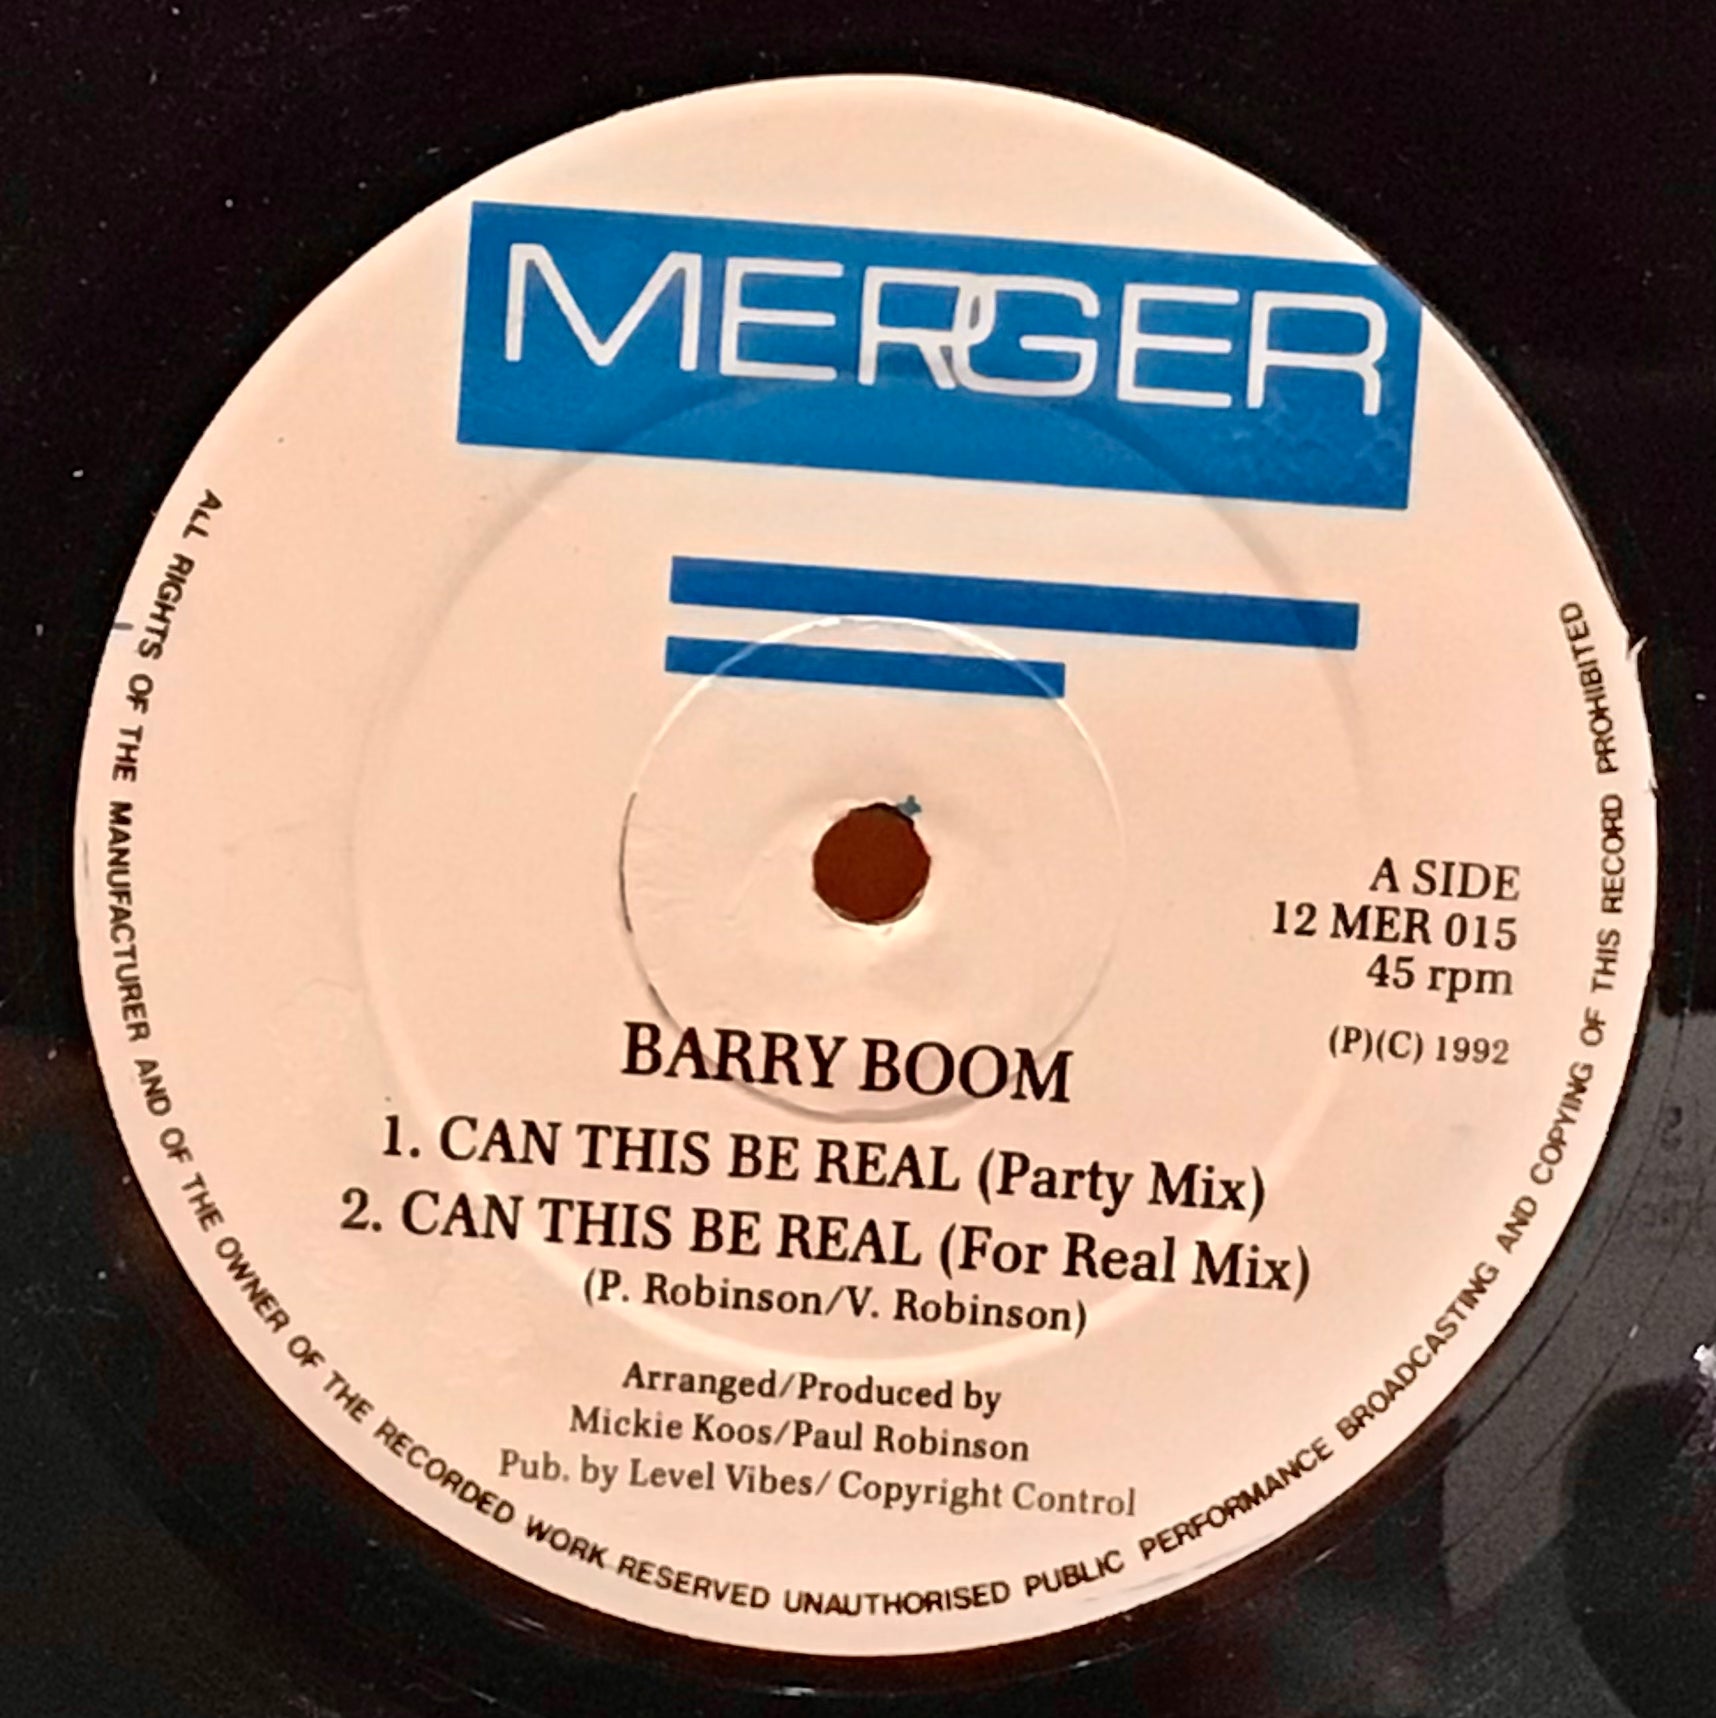 MERGER
A SIDE
12 MER 015
45 rpm
(P)(C) 1992
BARRY BOOM
1. CAN THIS BE REAL (Party Mix)
2. CAN THIS BE REAL (For Real Mix)
(P. Robinson/V. Robinson)
Arranged/Produced by
Mickie Koos/Paul Robinson
Pub. by Level Vibes/ Copyright Control
ALL RIGHTS OF THE MANUFACTURER AND OF THE OWNER OF THE RECORDED WORK RESERVED UNAUTHORISED PUBLIC PERFORMANCE BROADCASTING AND COPYING OF THIS RECORD PROHIBITED